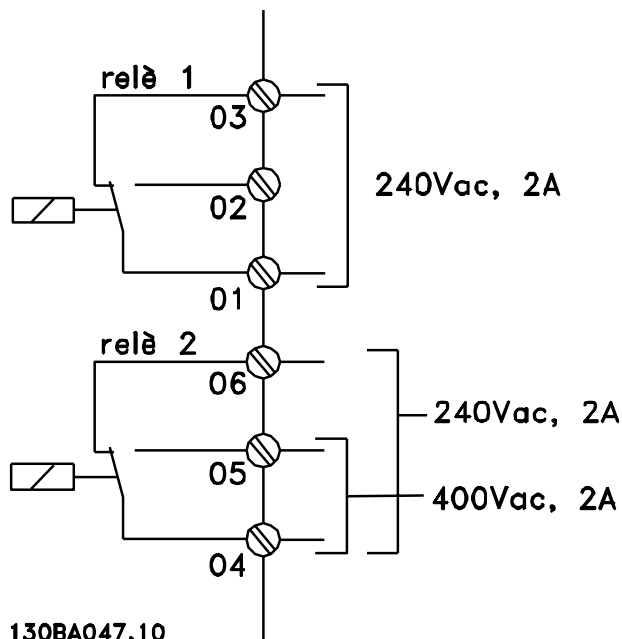 relè 1
03
02
240Vac, 2A
01
relè 2
06
240Vac, 2A
05
400Vac, 2A
04
130BA047.10